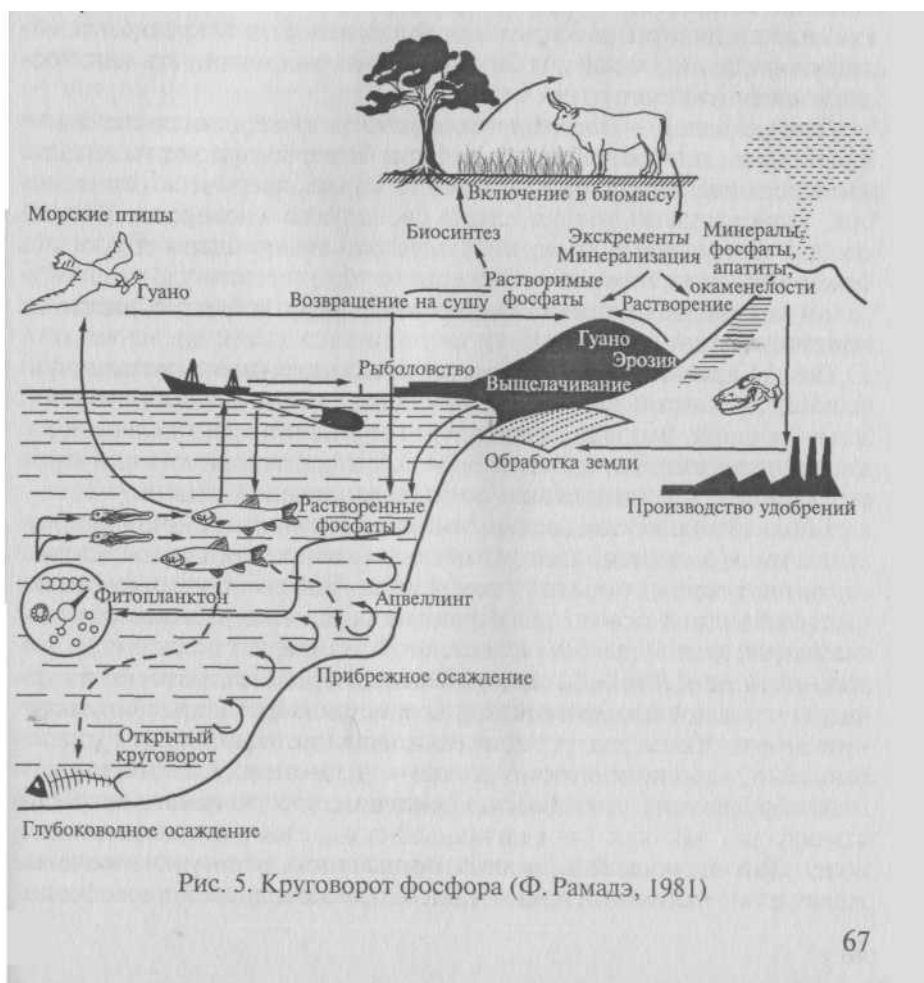 Включение в биомассу
Морские птицы
Биосинтез
Экскременты
Минерализация
Минералы,
фосфаты,
апатиты,
окаменелости
Гуано
Растворимые
фосфаты
Возвращение на сушу
Растворение
Гуано
Эрозия
Рыболовство
Выщелачивание
Обработка земли
Растворенные
фосфаты
Производство удобрений
Фитопланктон
Апвеллинг
Прибрежное осаждение
Открытый
круговорот
Глубоководное осаждение
Рис. 5. Круговорот фосфора (Ф. Рамадэ, 1981)
67